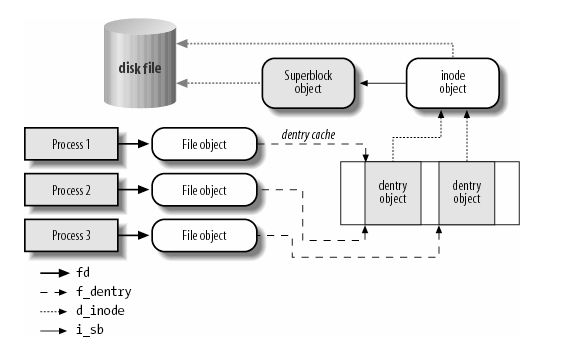 disk file
Superblock
object
inode
object
Process 1
File object
dentry cache
Process 2
File object
dentry
object
dentry
object
Process 3
File object
fd
f_dentry
d_inode
i_sb